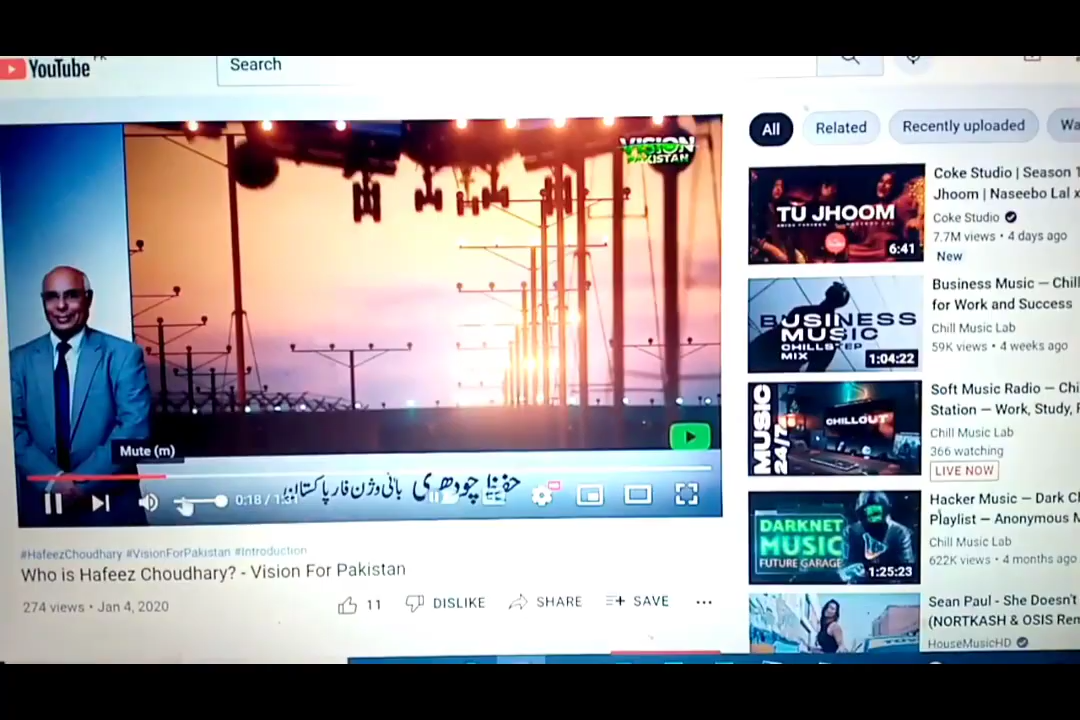 PK
YouTube
Search
VISION
PAKISTAN
Mute (m)
0:18
حفیظ چودھری بانی وژن فار پاکستان
#HafeezChoudhary #VisionForPakistan #Introduction
Who is Hafeez Choudhary? - Vision For Pakistan
274 views • Jan 4, 2020
11 DISLIKE SHARE SAVE
All Related Recently uploaded Wa
TU JHOOM
6:41
Coke Studio | Season 1
Jhoom | Naseebo Lal x
Coke Studio
7.7M views • 4 days ago
New
BUSINESS
MUSIC
CHILLSTEP
MIX
1:04:22
Business Music — Chill
for Work and Success
Chill Music Lab
59K views • 4 weeks ago
MUSIC
24/7
CHILLOUT
Soft Music Radio — Chi
Station — Work, Study, R
Chill Music Lab
366 watching
LIVE NOW
DARKNET
MUSIC
FUTURE GARAGE
1:25:23
Hacker Music — Dark Cl
Playlist — Anonymous M
Chill Music Lab
622K views • 4 months ago
Sean Paul - She Doesn't
(NORTKASH & OSIS Rem
HouseMusicHD